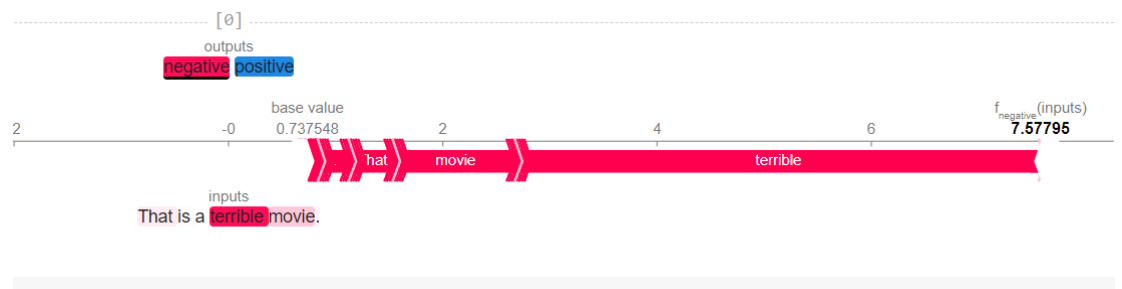 [0]
outputs
negative positive
base value
f negative (inputs)
2 -0 0.737548 2 4 6 7.57795
. hat movie terrible
inputs
That is a terrible movie.